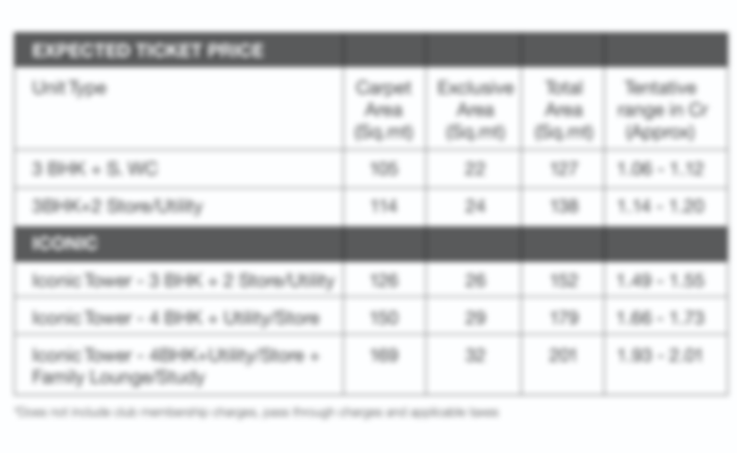 EXPECTED TICKET PRICE
Unit Type Carpet Area (Sq.mt) Exclusive Area (Sq.mt) Total Area (Sq.mt) Tentative range in Cr (Approx)
3 BHK + S. WC 105 22 127 1.06 - 1.12
3BHK+2 Store/Utility 114 24 138 1.14 - 1.20
ICONIC
Iconic Tower - 3 BHK + 2 Store/Utility 126 26 152 1.49 - 1.55
Iconic Tower - 4 BHK + Utility/Store 150 29 179 1.66 - 1.73
Iconic Tower - 4BHK+Utility/Store + 169 32 201 1.93 - 2.01
Family Lounge/Study
*Does not include club membership charges, pass through charges and applicable taxes